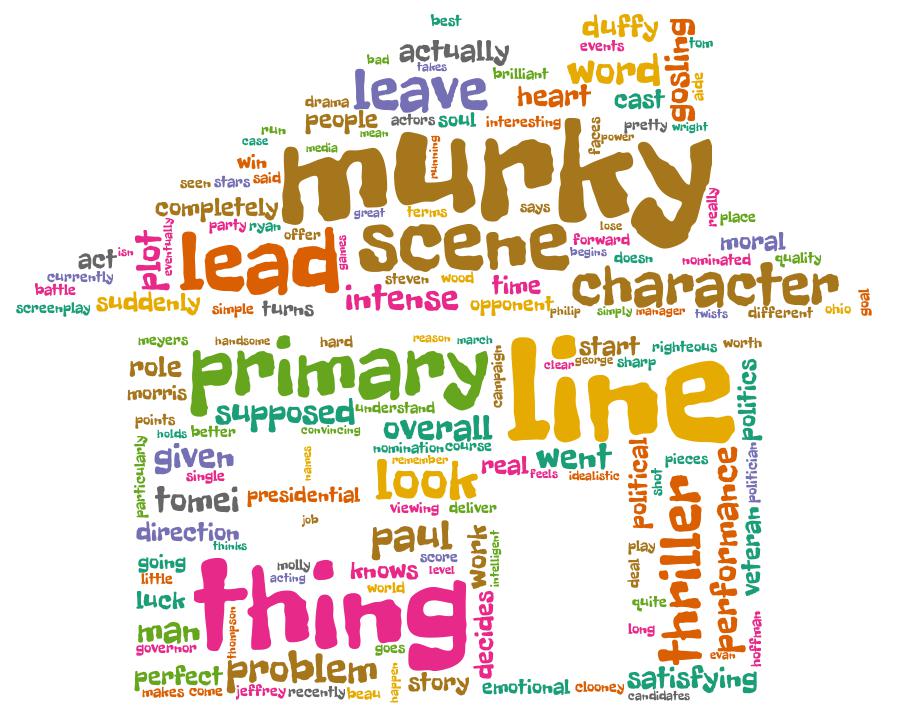 best
duffy
gosling
actually
events
tom
bad
takes
brilliant
word
leave
heart
cast
aide
drama
people
actors
soul
interesting
faces
pretty
wright
run
mean
power
case
media
running
murky
win
seen
stars
said
completely
great
terms
says
really
place
party
ryan
offer
games
lead
scene
lose
forward
moral
plot
eventually
act
isn
begins
doesn
nominated
quality
currently
battle
steven
wood
time
character
screenplay
suddenly
simple
turns
intense
opponent
philip
simply
manager
twists
different
ohio
goal
meyers
handsome
hard
reason
march
start
righteous
worth
role
primary
campaign
line
clear
george
sharp
politics
morris
supposed
understand
points
holds
better
convincing
overall
nomination
course
particularly
given
names
remember
real
feels
went
idealistic
political
shot
pieces
politician
single
look
tomei
presidential
viewing
deliver
thriller
performance
veteran
job
direction
thinks
paul
work
intelligent
play
going
little
molly
acting
knows
score
level
world
deal
luck
thing
decides
quite
man
governor
thompson
goes
long
evan
hoffman
perfect
problem
happen
story
emotional
clooney
satisfying
makes
come
jeffrey
recently
beau
candidates